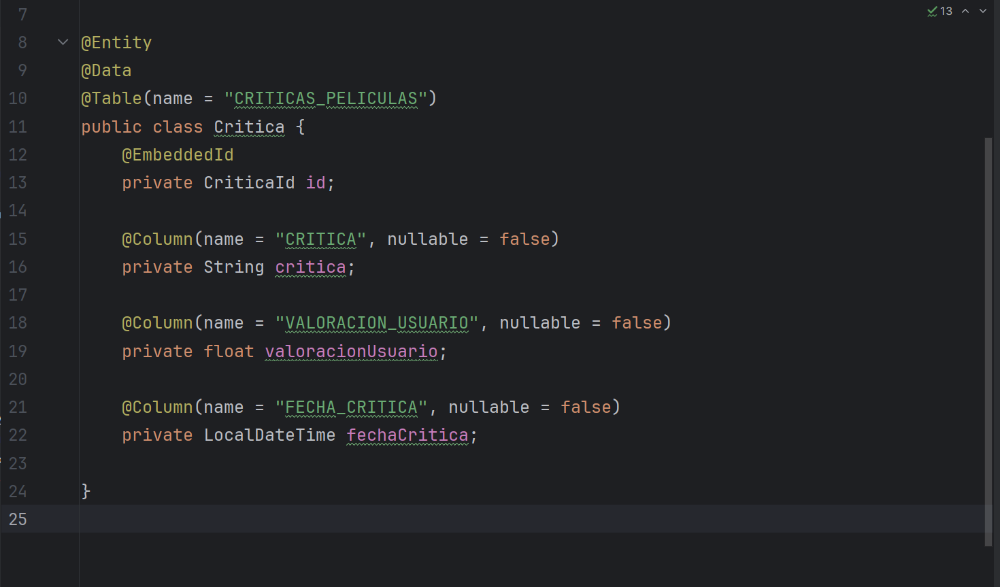 13
7
8 @Entity
9 @Data
10 @Table(name = "CRITICAS_PELICULAS")
11 public class Critica {
12 @EmbeddedId
13 private CriticaId id;
14
15 @Column(name = "CRITICA", nullable = false)
16 private String critica;
17
18 @Column(name = "VALORACION_USUARIO", nullable = false)
19 private float valoracionUsuario;
20
21 @Column(name = "FECHA_CRITICA", nullable = false)
22 private LocalDateTime fechaCritica;
23
24 }
25